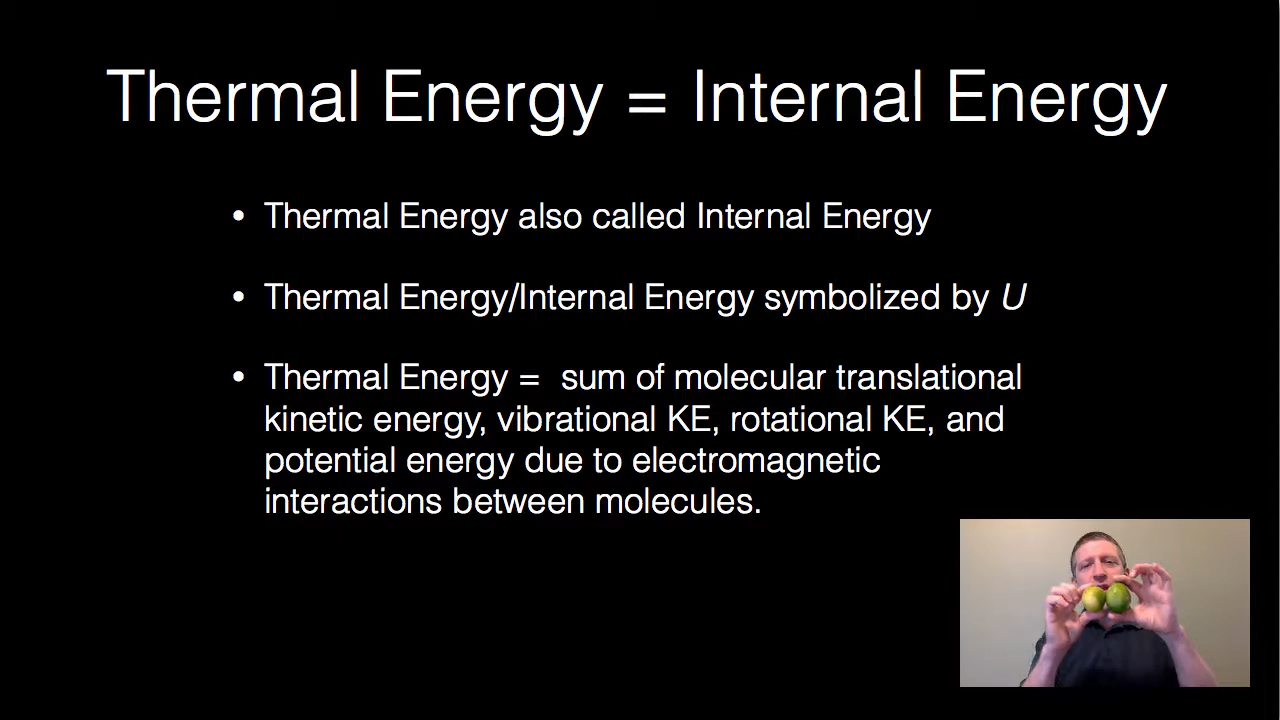 Thermal Energy = Internal Energy
• Thermal Energy also called Internal Energy
• Thermal Energy/Internal Energy symbolized by U
• Thermal Energy = sum of molecular translational
kinetic energy, vibrational KE, rotational KE, and
potential energy due to electromagnetic
interactions between molecules.